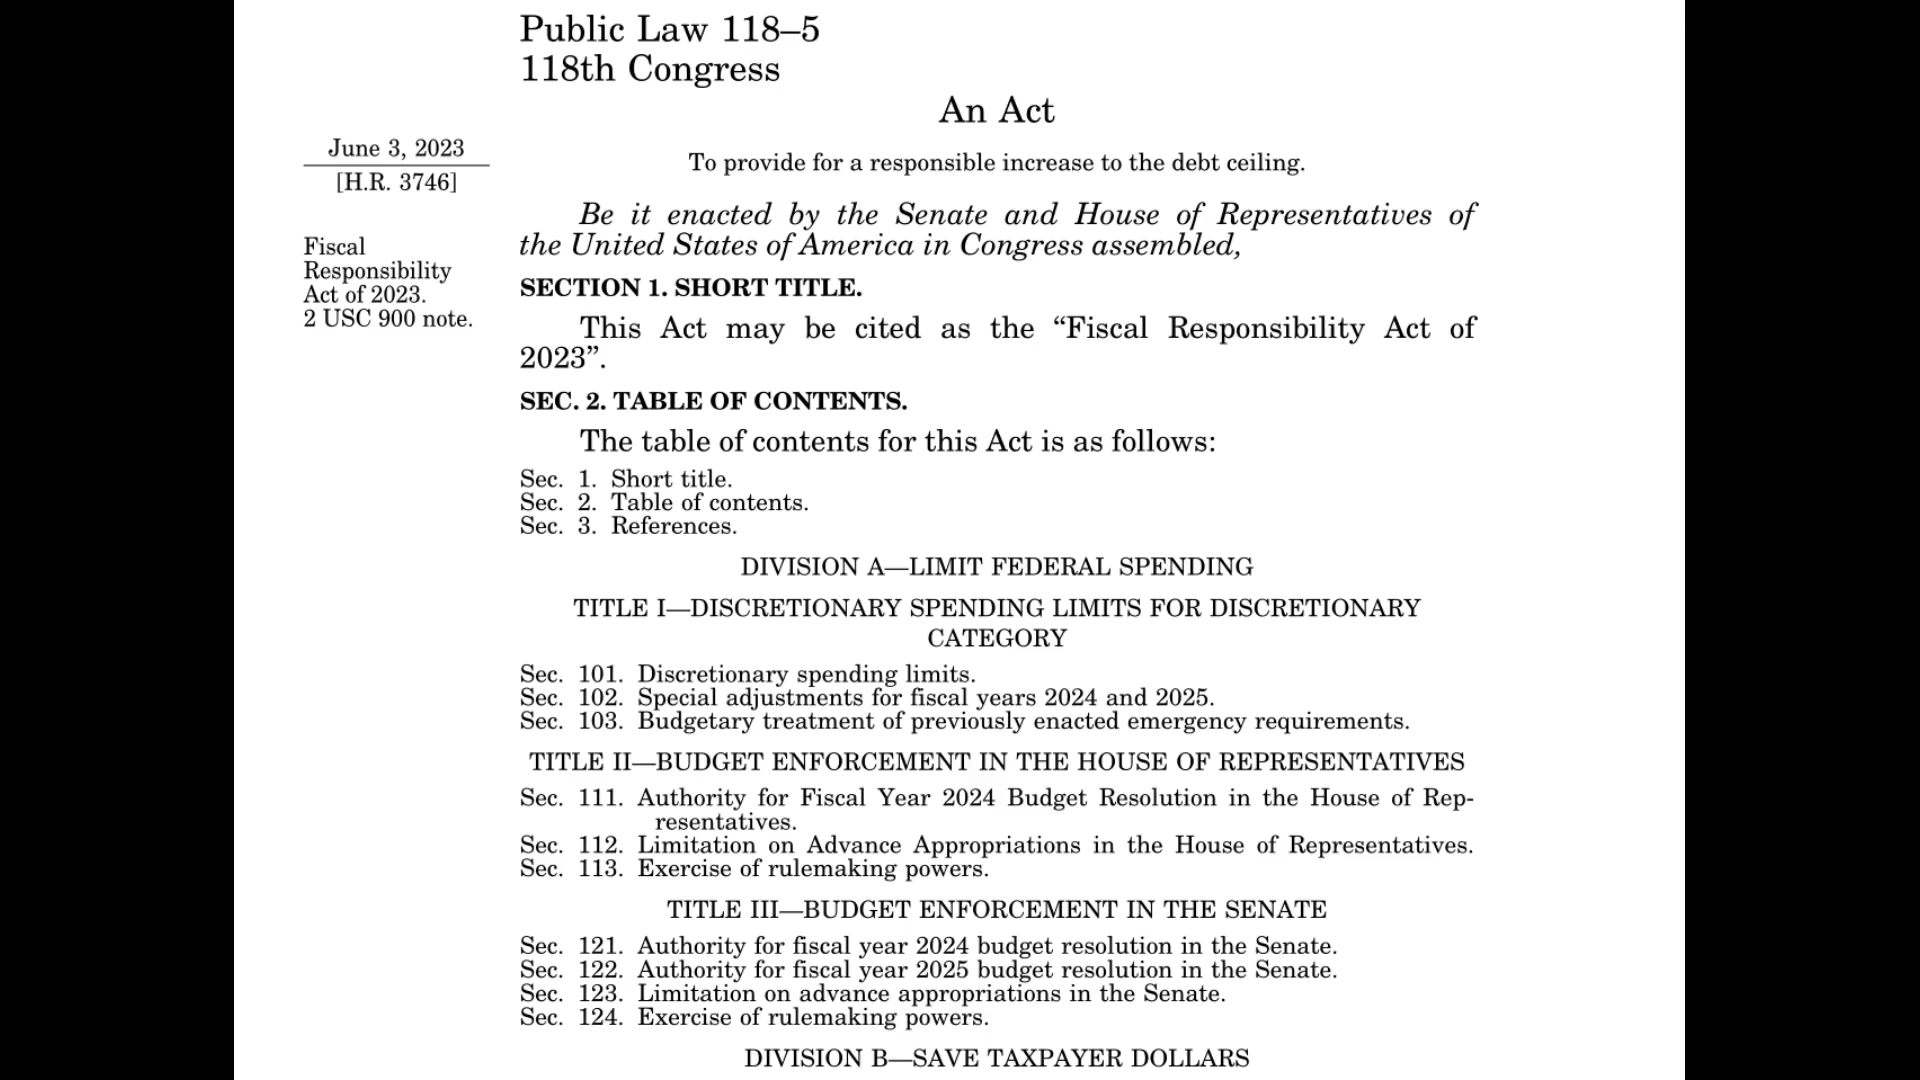 Public Law 118–5
118th Congress
An Act
June 3, 2023
[H.R. 3746]
To provide for a responsible increase to the debt ceiling.
Fiscal
Responsibility
Act of 2023.
2 USC 900 note.
Be it enacted by the Senate and House of Representatives of
the United States of America in Congress assembled,
SECTION 1. SHORT TITLE.
This Act may be cited as the “Fiscal Responsibility Act of
2023”.
SEC. 2. TABLE OF CONTENTS.
The table of contents for this Act is as follows:
Sec. 1. Short title.
Sec. 2. Table of contents.
Sec. 3. References.
DIVISION A—LIMIT FEDERAL SPENDING
TITLE I—DISCRETIONARY SPENDING LIMITS FOR DISCRETIONARY
CATEGORY
Sec. 101. Discretionary spending limits.
Sec. 102. Special adjustments for fiscal years 2024 and 2025.
Sec. 103. Budgetary treatment of previously enacted emergency requirements.
TITLE II—BUDGET ENFORCEMENT IN THE HOUSE OF REPRESENTATIVES
Sec. 111. Authority for Fiscal Year 2024 Budget Resolution in the House of Rep-
resentatives.
Sec. 112. Limitation on Advance Appropriations in the House of Representatives.
Sec. 113. Exercise of rulemaking powers.
TITLE III—BUDGET ENFORCEMENT IN THE SENATE
Sec. 121. Authority for fiscal year 2024 budget resolution in the Senate.
Sec. 122. Authority for fiscal year 2025 budget resolution in the Senate.
Sec. 123. Limitation on advance appropriations in the Senate.
Sec. 124. Exercise of rulemaking powers.
DIVISION B—SAVE TAXPAYER DOLLARS